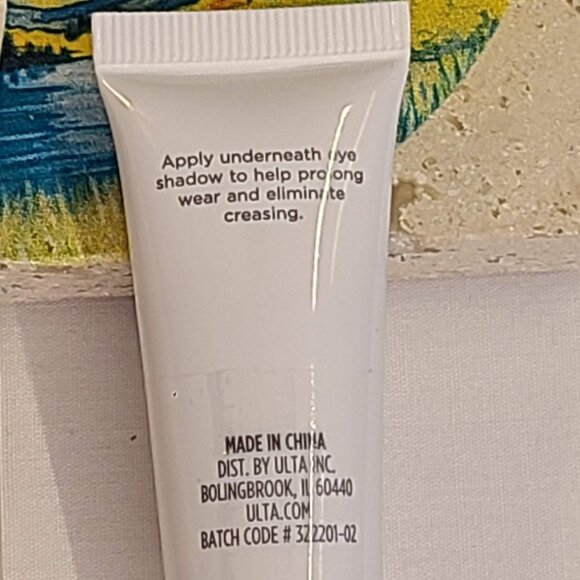 Apply underneath eye
shadow to help prolong
wear and eliminate
creasing.
MADE IN CHINA
DIST. BY ULTA INC.
BOLINGBROOK, IL 60440
ULTA.COM
BATCH CODE # 322201-02